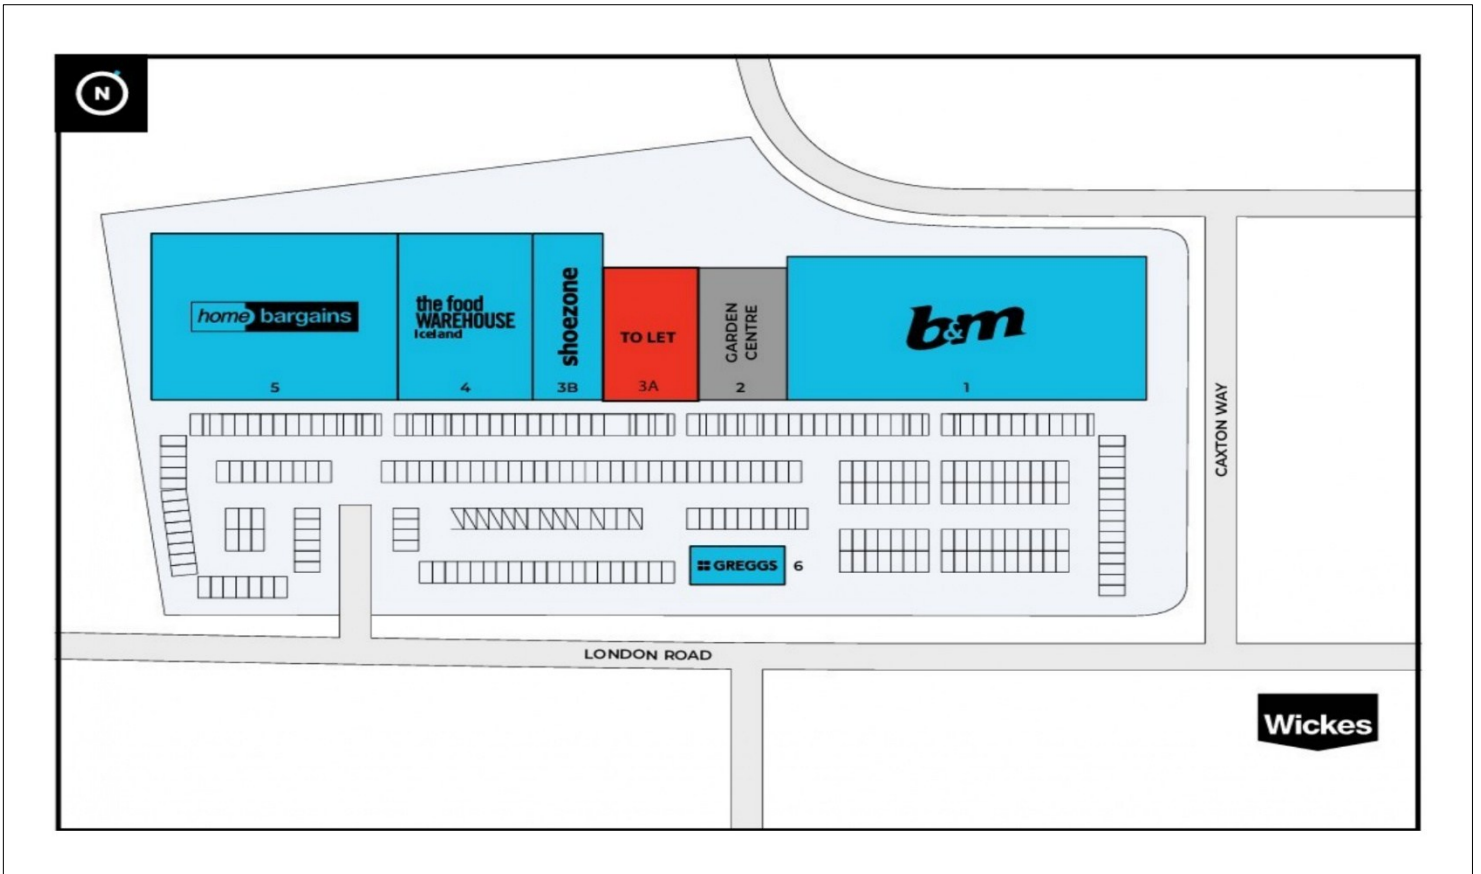 N
home bargains
5
the food
WAREHOUSE
Iceland
4
shoezone
3B
TO LET
3A
GARDEN
CENTRE
2
b&m
1
CAXTON WAY
GREGGS
6
LONDON ROAD
Wickes